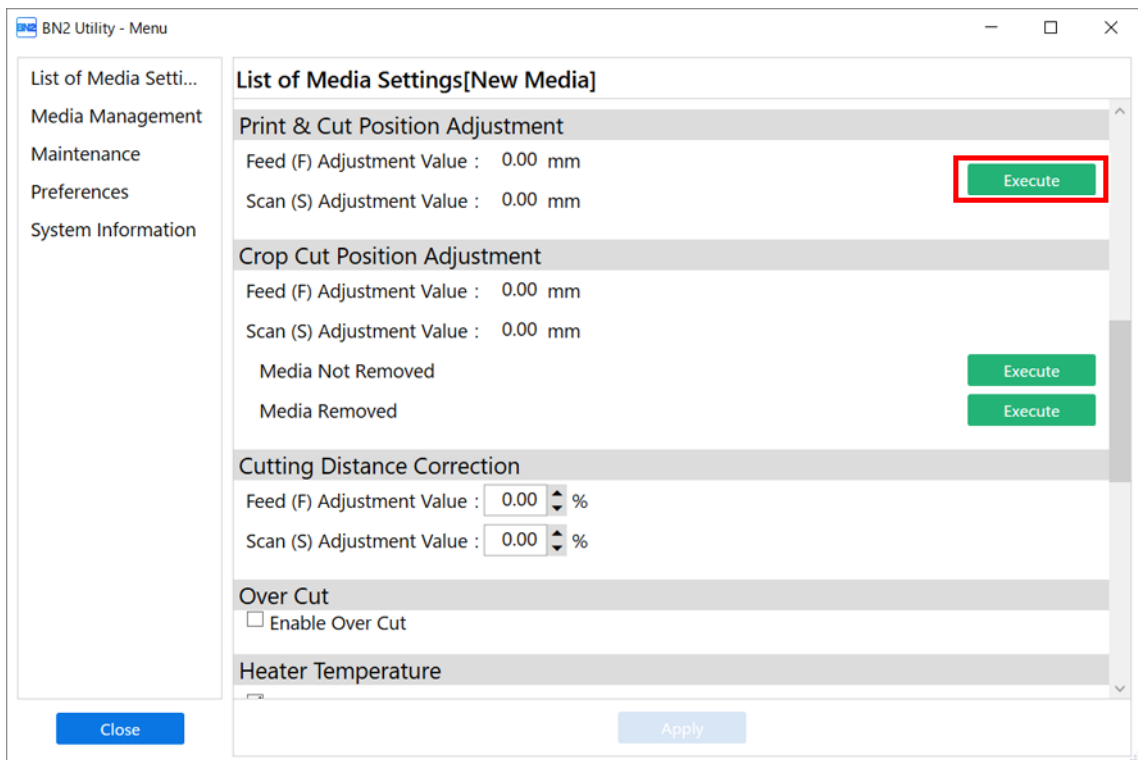 BN2 BN2 Utility - Menu
List of Media Setti...
Media Management
Maintenance
Preferences
System Information
List of Media Settings[New Media]
Print & Cut Position Adjustment
Feed (F) Adjustment Value : 0.00 mm
Execute
Scan (S) Adjustment Value : 0.00 mm
Crop Cut Position Adjustment
Feed (F) Adjustment Value : 0.00 mm
Scan (S) Adjustment Value : 0.00 mm
Media Not Removed Execute
Media Removed Execute
Cutting Distance Correction
Feed (F) Adjustment Value : 0.00 %
Scan (S) Adjustment Value : 0.00 %
Over Cut
Enable Over Cut
Heater Temperature
Close
Apply